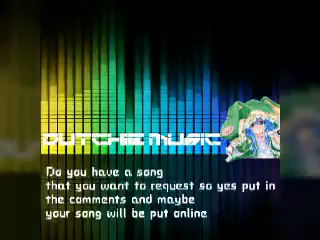 DUTCHIE MUSIC
Do you have a song
that you want to request so yes put in
the comments and maybe
your song will be put online